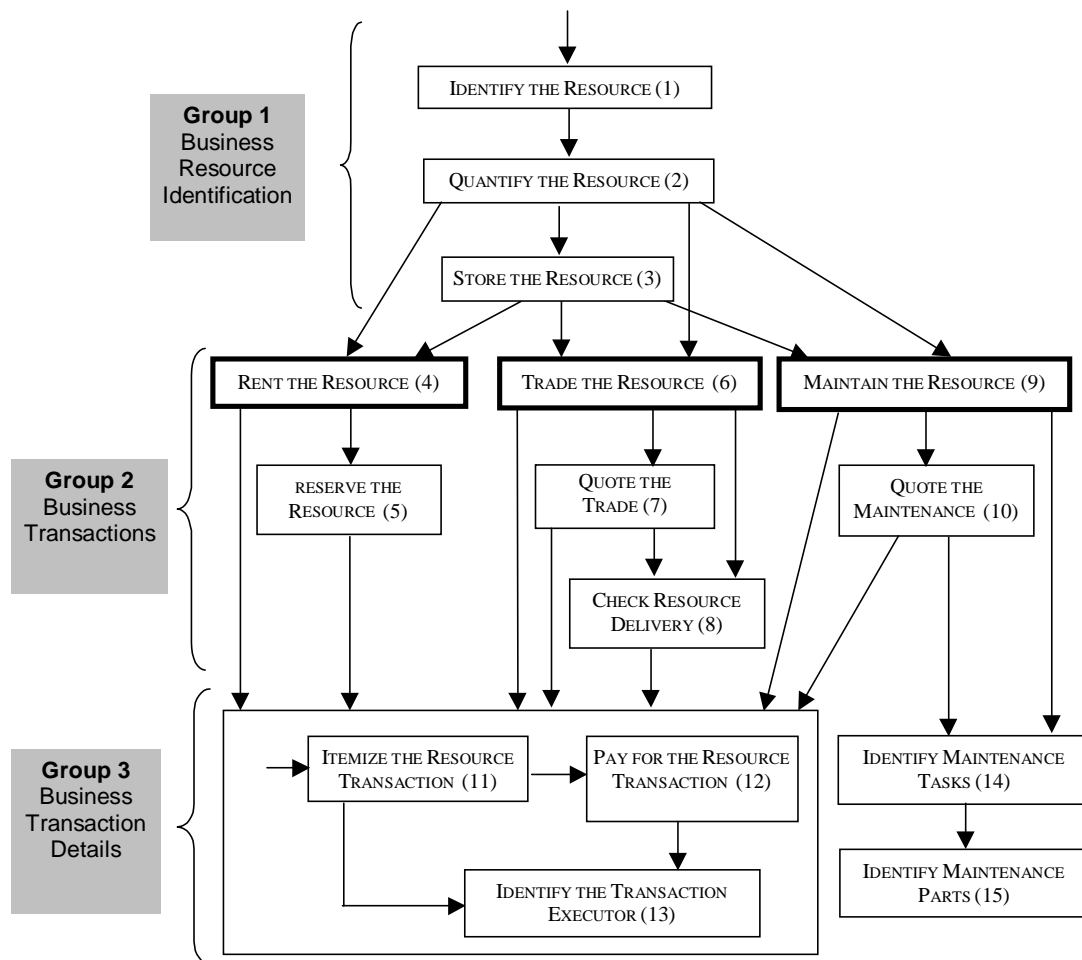 IDENTIFY THE RESOURCE (1)
Group 1
Business
Resource
Identification
QUANTIFY THE RESOURCE (2)
STORE THE RESOURCE (3)
RENT THE RESOURCE (4)
TRADE THE RESOURCE (6)
MAINTAIN THE RESOURCE (9)
Group 2
Business
Transactions
RESERVE THE
RESOURCE (5)
QUOTE THE
TRADE (7)
QUOTE THE
MAINTENANCE (10)
CHECK RESOURCE
DELIVERY (8)
Group 3
Business
Transaction
Details
ITEMIZE THE RESOURCE
TRANSACTION (11)
PAY FOR THE RESOURCE
TRANSACTION (12)
IDENTIFY MAINTENANCE
TASKS (14)
IDENTIFY THE TRANSACTION
EXECUTOR (13)
IDENTIFY MAINTENANCE
PARTS (15)